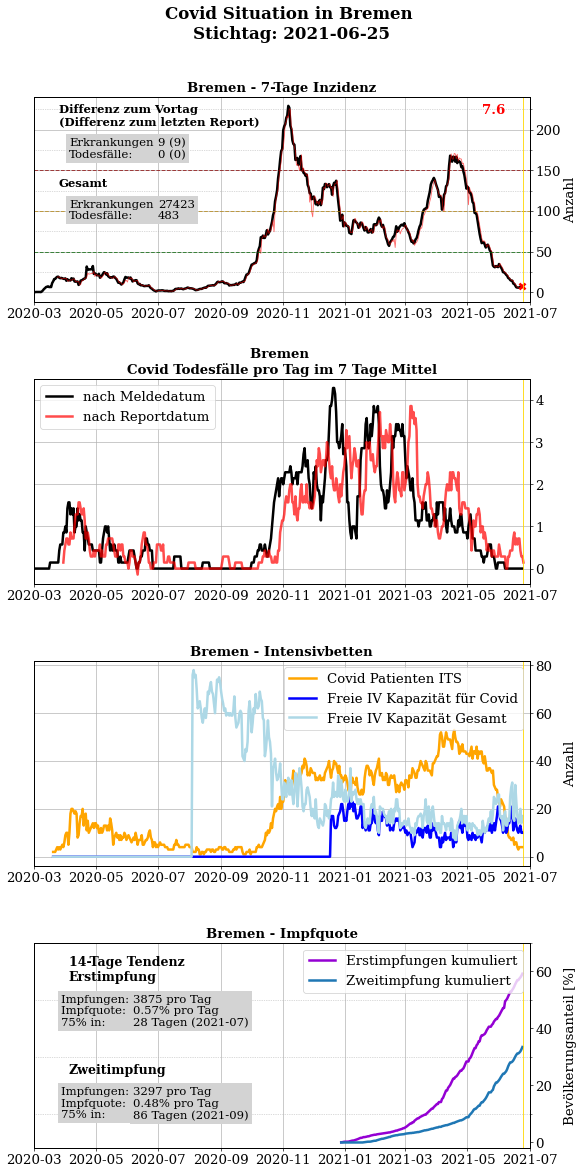 Covid Situation in Bremen
Stichtag: 2021-06-25
Bremen - 7-Tage Inzidenz
Differenz zum Vortag
(Differenz zum letzten Report)
7.6
Erkrankungen 9 (9)
Todesfälle: 0 (0)
Gesamt
Erkrankungen 27423
Todesfälle: 483
200
150
100
50
0
Anzahl
2020-03 2020-05 2020-07 2020-09 2020-11 2021-01 2021-03 2021-05 2021-07
Bremen
Covid Todesfälle pro Tag im 7 Tage Mittel
nach Meldedatum
nach Reportdatum
4
3
2
1
0
2020-03 2020-05 2020-07 2020-09 2020-11 2021-01 2021-03 2021-05 2021-07
Bremen - Intensivbetten
Covid Patienten ITS
Freie IV Kapazität für Covid
Freie IV Kapazität Gesamt
80
60
40
20
0
Anzahl
2020-03 2020-05 2020-07 2020-09 2020-11 2021-01 2021-03 2021-05 2021-07
Bremen - Impfquote
14-Tage Tendenz
Erstimpfung
Impfungen: 3875 pro Tag
Impfquote: 0.57% pro Tag
75% in: 28 Tagen (2021-07)
Zweitimpfung
Impfungen: 3297 pro Tag
Impfquote: 0.48% pro Tag
75% in: 86 Tagen (2021-09)
Erstimpfungen kumuliert
Zweitimpfung kumuliert
60
40
20
0
Bevölkerungsanteil [%]
2020-03 2020-05 2020-07 2020-09 2020-11 2021-01 2021-03 2021-05 2021-07